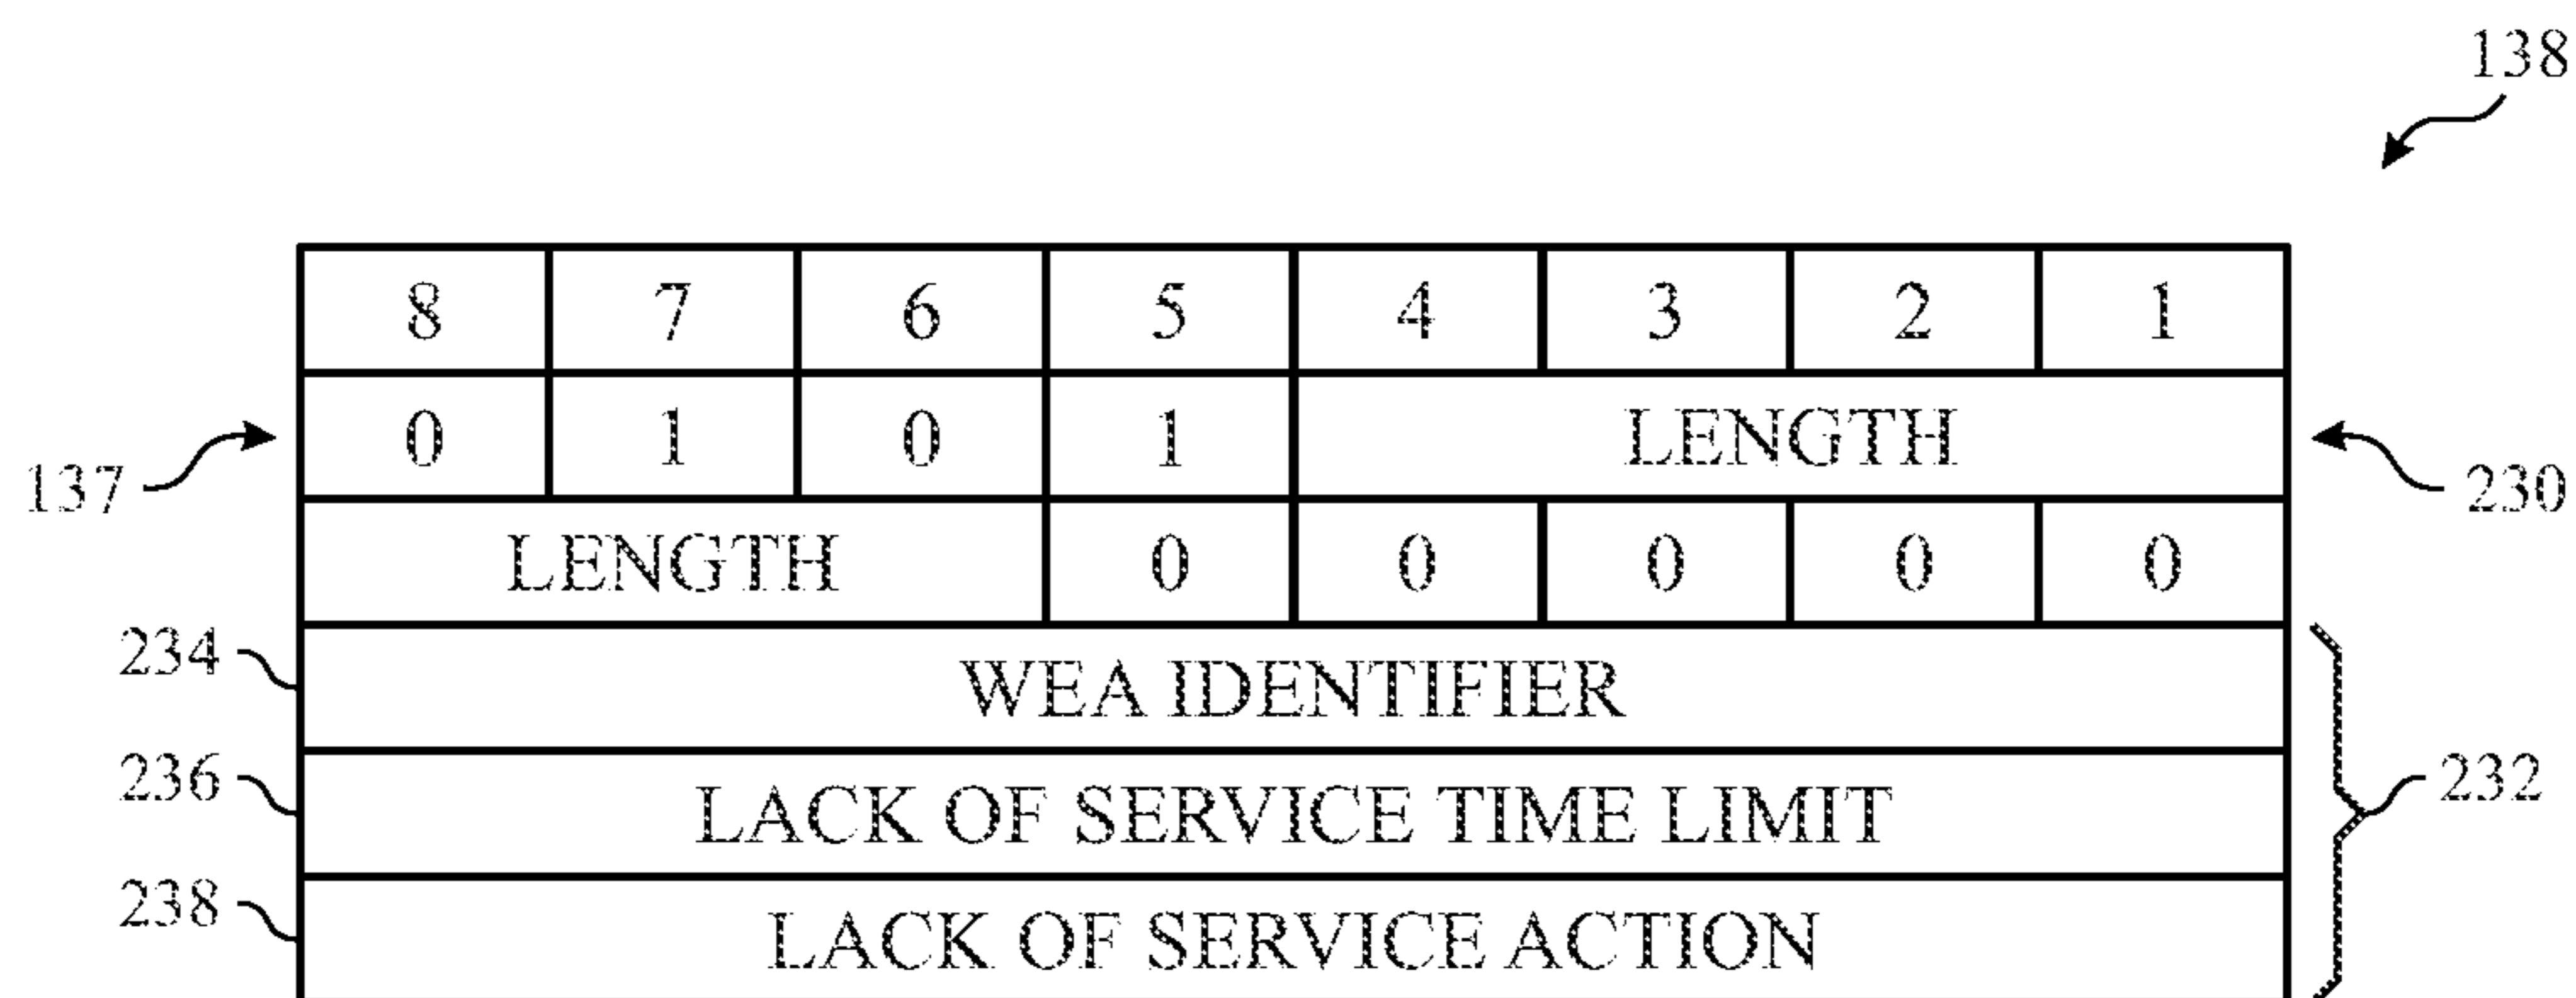 138
8 7 6 5 4 3 2 1
137 0 1 0 1 LENGTH 230
LENGTH 0 0 0 0 0
234 WEA IDENTIFIER
236 LACK OF SERVICE TIME LIMIT 232
238 LACK OF SERVICE ACTION